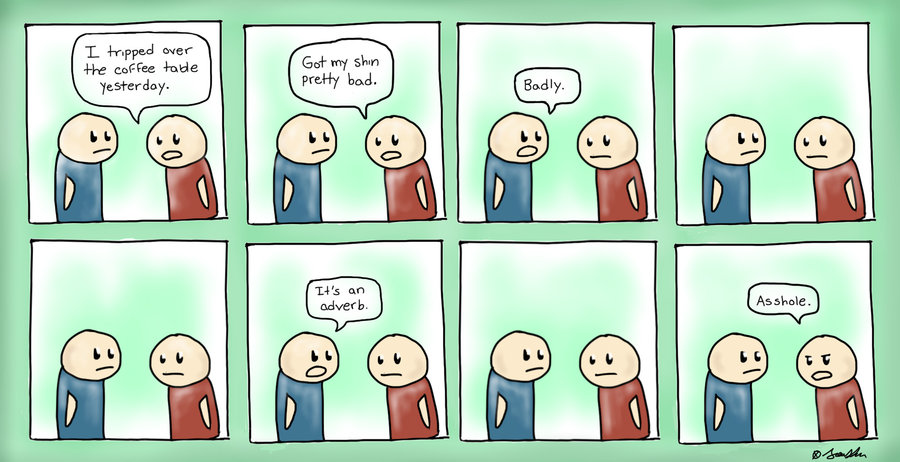 I tripped over
the coffee table
yesterday.
Got my shin
pretty bad.
Badly.
It's an
adverb.
Asshole.